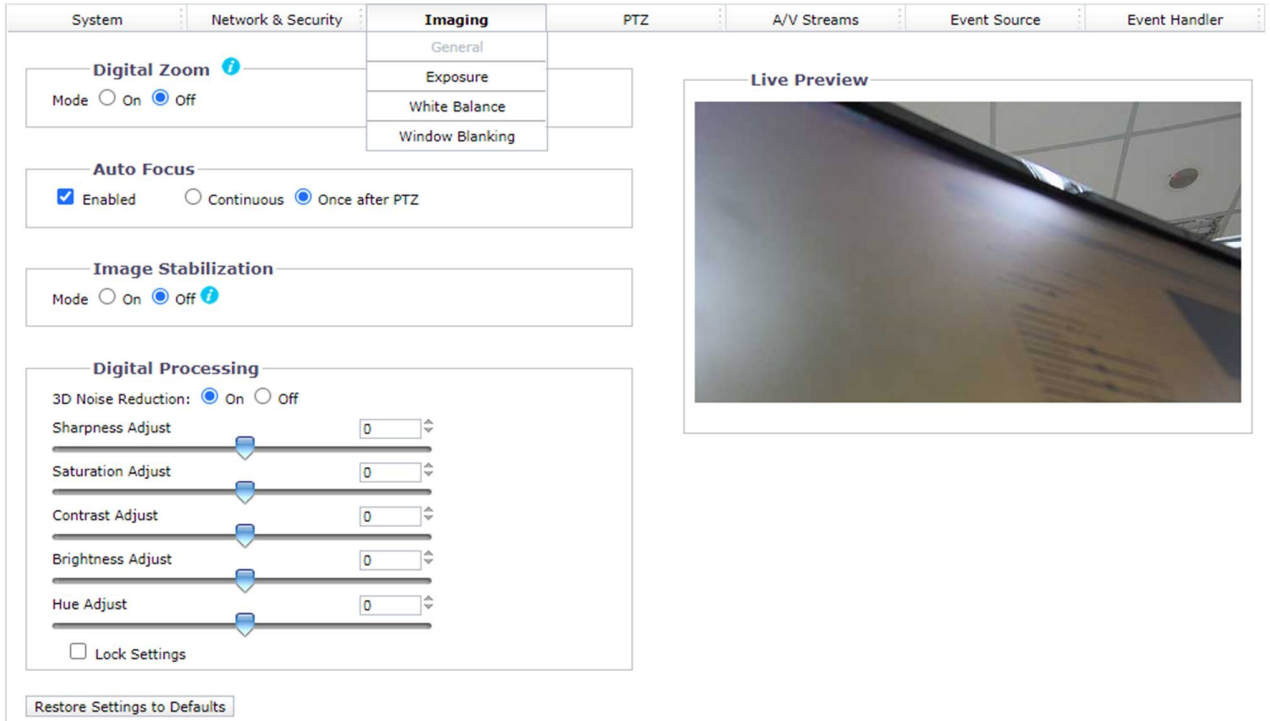 System Network & Security Imaging PTZ A/V Streams Event Source Event Handler
General
Exposure
White Balance
Window Blanking
Digital Zoom
Mode On Off
Auto Focus
Enabled Continuous Once after PTZ
Image Stabilization
Mode On Off
Digital Processing
3D Noise Reduction: On Off
Sharpness Adjust 0
Saturation Adjust 0
Contrast Adjust 0
Brightness Adjust 0
Hue Adjust 0
Lock Settings
Restore Settings to Defaults
Live Preview